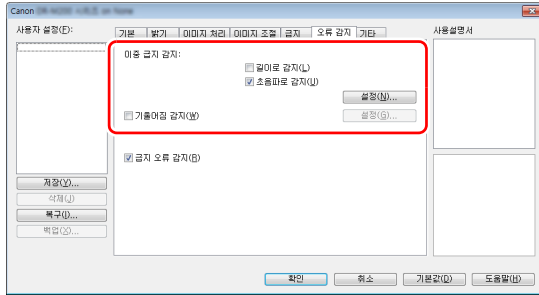 Canon on
사용자 설정(F):
기본 밝기 이미지 처리 이미지 조절 급지 오류 감지 기타
사용설명서
이중 급지 감지:
길이로 감지(L)
초음파로 감지(U)
설정(N)...
기울어짐 감지(W)
설정(G)...
급지 오류 감지(R)
저장(Y)...
삭제(J)
복구(I)...
백업(X)...
확인 취소 기본값(D) 도움말(H)